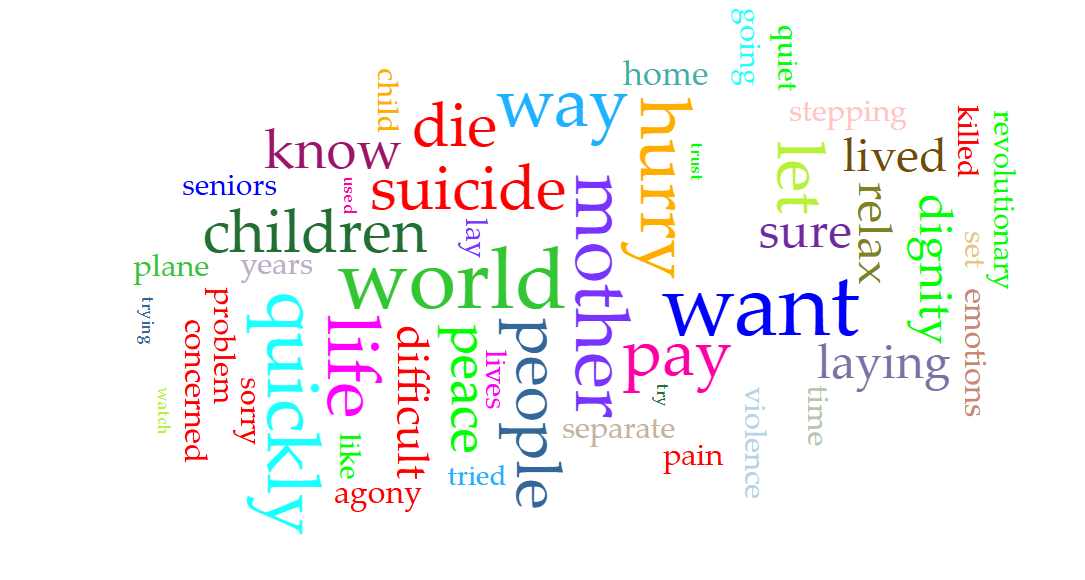 going
quiet
home
child
way
stepping
die
hurry
killed
revolutionary
know
trust
let
lived
seniors
used
suicide
mother
relax
children
lay
sure
dignity
set
plane
years
world
want
emotions
trying
problem
quickly
concerned
life
difficult
peace
lives
people
pay
laying
watch
sorry
try
violence
time
like
separate
agony
tried
pain